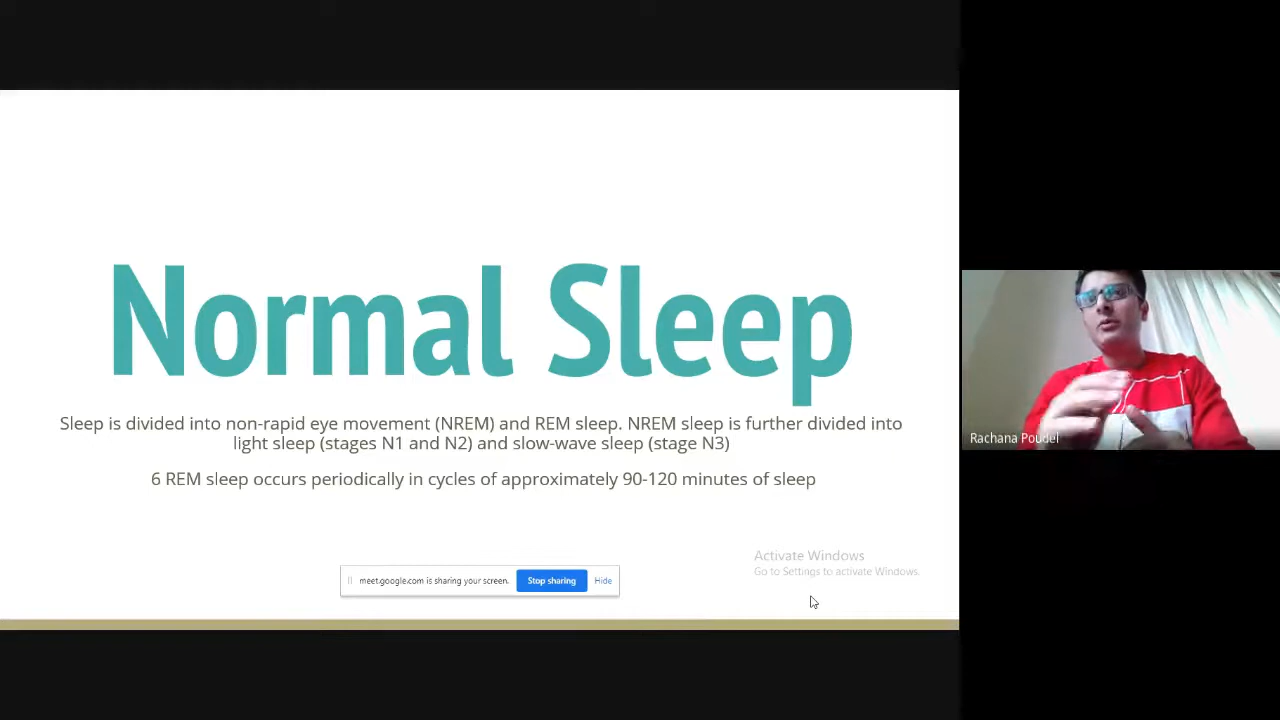 Normal Sleep
Sleep is divided into non-rapid eye movement (NREM) and REM sleep. NREM sleep is further divided into
light sleep (stages N1 and N2) and slow-wave sleep (stage N3)
6 REM sleep occurs periodically in cycles of approximately 90-120 minutes of sleep
Activate Windows
Go to Settings to activate Windows.
meet.google.com is sharing your screen. Stop sharing Hide
Rachana Poudel